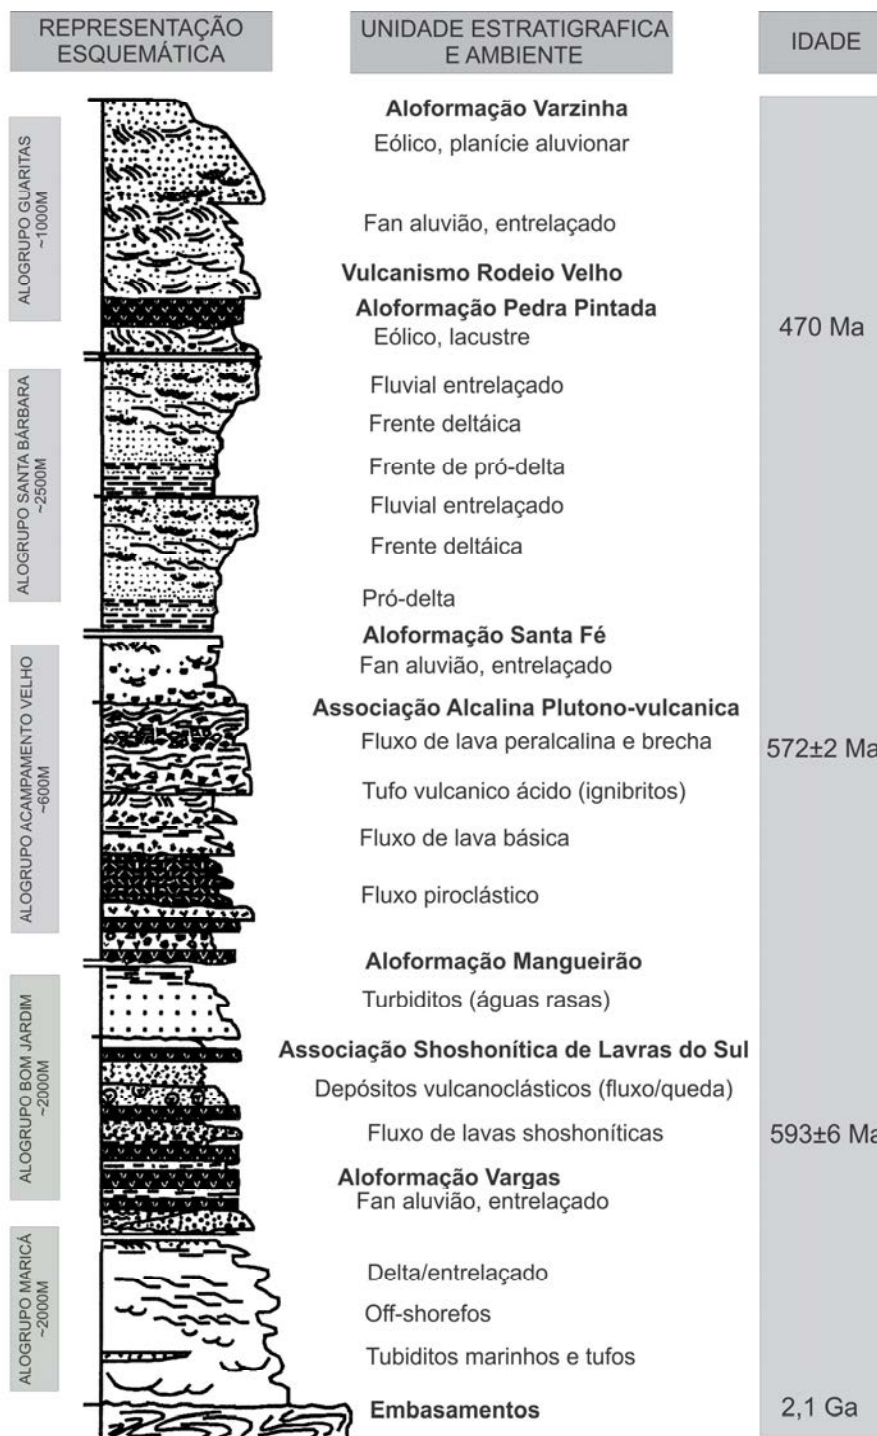 REPRESENTAÇÃO
ESQUEMÁTICA
UNIDADE ESTRATIGRAFICA
E AMBIENTE
IDADE
ALOGRUPO GUARITAS
~1000M
Aloformação Varzinha
Eólico, planície aluvionar
Fan aluvião, entrelaçado
Vulcanismo Rodeio Velho
Aloformação Pedra Pintada
Eólico, lacustre
470 Ma
ALOGRUPO SANTA BÁRBARA
~2500M
Fluvial entrelaçado
Frente deltáica
Frente de pró-delta
Fluvial entrelaçado
Frente deltáica
Pró-delta
Aloformação Santa Fé
Fan aluvião, entrelaçado
ALOGRUPO ACAMPAMENTO VELHO
~600M
Associação Alcalina Plutono-vulcanica
Fluxo de lava peralcalina e brecha
572±2 Ma
Tufo vulcanico ácido (ignibritos)
Fluxo de lava básica
Fluxo piroclástico
Aloformação Mangueirão
Turbiditos (águas rasas)
ALOGRUPO BOM JARDIM
~2000M
Associação Shoshonítica de Lavras do Sul
Depósitos vulcanoclásticos (fluxo/queda)
Fluxo de lavas shoshoníticas
593±6 Ma
Aloformação Vargas
Fan aluvião, entrelaçado
ALOGRUPO MARICÁ
~2000M
Delta/entrelaçado
Off-shorefos
Tubiditos marinhos e tufos
Embasamentos
2,1 Ga